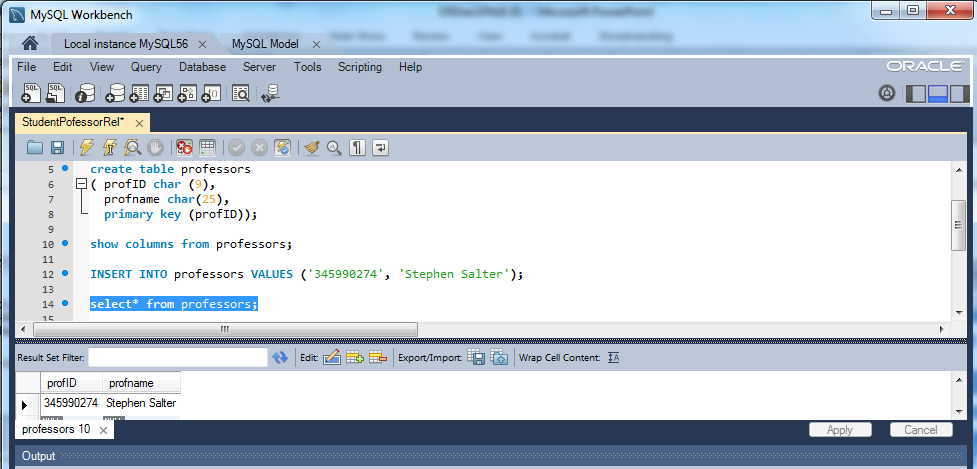 MySQL Workbench
Local instance MySQL56 MySQL Model
File Edit View Query Database Server Tools Scripting Help ORACLE
StudentPofessorRel*
5 create table professors
6 ( profID char (9),
7 profname char(25),
8 primary key (profID));
9
10 show columns from professors;
11
12 INSERT INTO professors VALUES ('345990274', 'Stephen Salter');
13
14 select* from professors;
15
Result Set Filter: Edit: Export/Import: Wrap Cell Content:
profID profname
345990274 Stephen Salter
NULL NULL
professors 10 Apply Cancel
Output